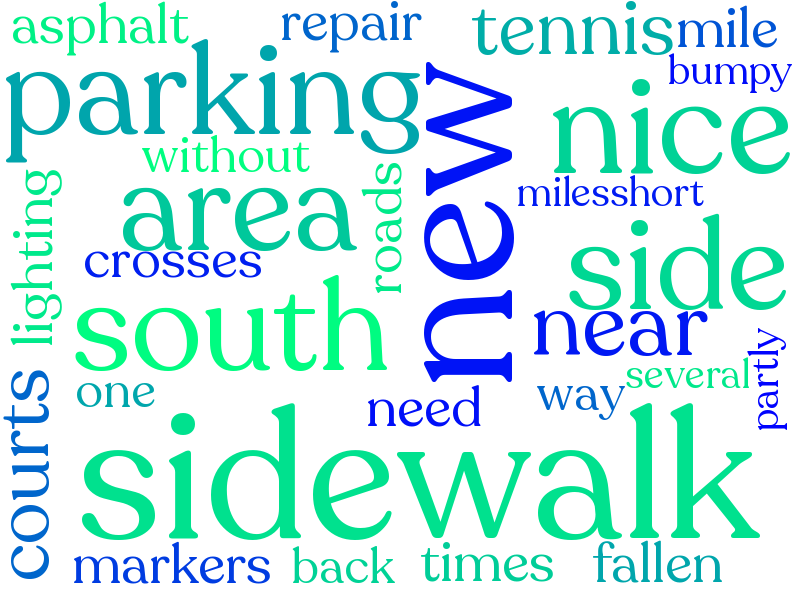 asphalt
repair
tennis
mile
bumpy
parking
new
nice
without
milesshort
area
roads
lighting
crosses
side
south
near
several
partly
one
need
way
courts
sidewalk
markers
back
times
fallen